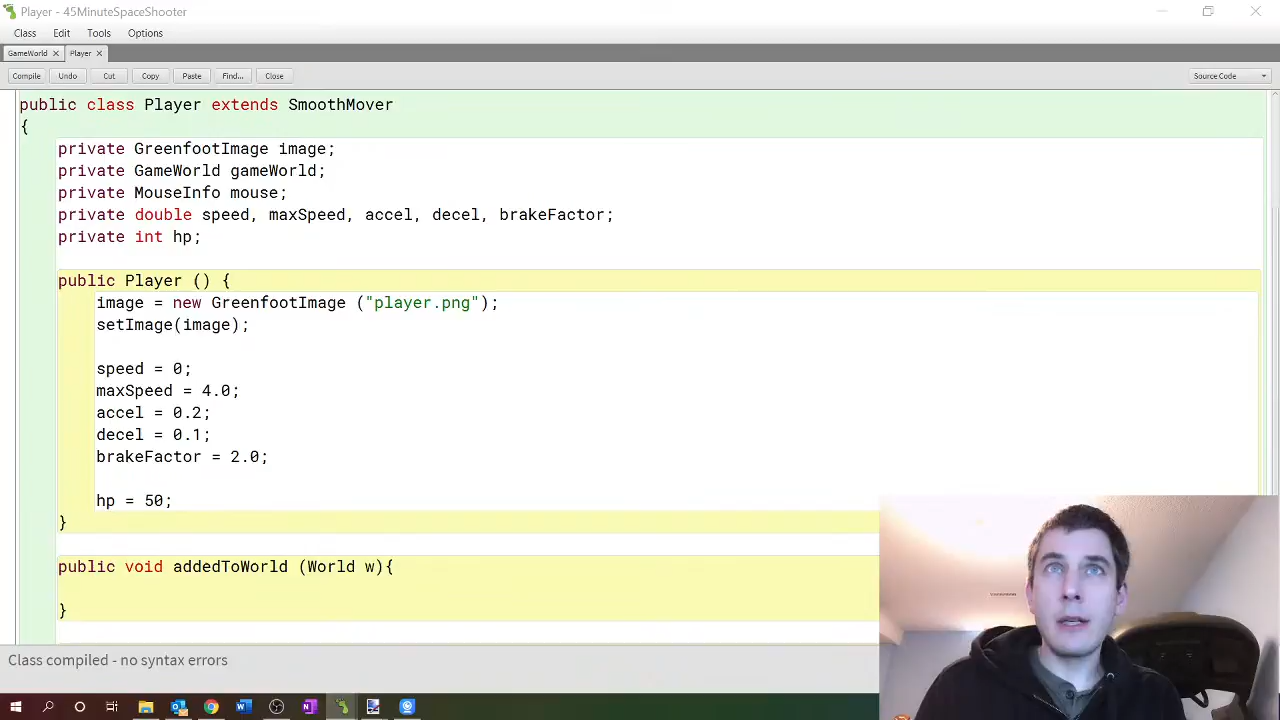 Player - 45MinuteSpaceShooter
Class Edit Tools Options
GameWorld × Player ×
Compile Undo Cut Copy Paste Find... Close Source Code
public class Player extends SmoothMover
{
private GreenfootImage image;
private GameWorld gameWorld;
private MouseInfo mouse;
private double speed, maxSpeed, accel, decel, brakeFactor;
private int hp;
public Player () {
image = new GreenfootImage ("player.png");
setImage(image);
speed = 0;
maxSpeed = 4.0;
accel = 0.2;
decel = 0.1;
brakeFactor = 2.0;
hp = 50;
}
public void addedToWorld (World w){
}
Class compiled - no syntax errors